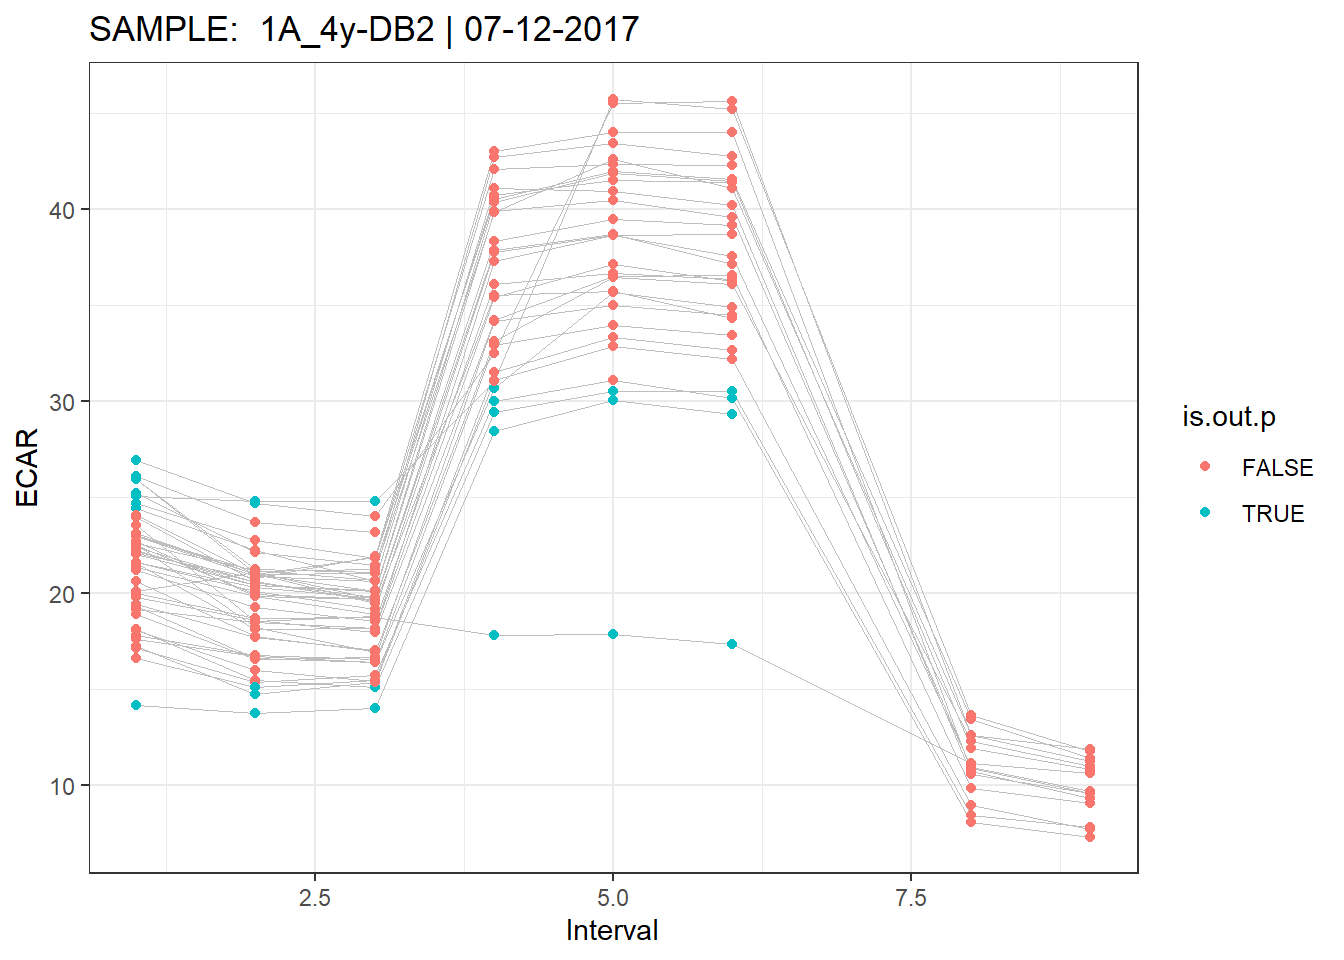 SAMPLE:  1A_4y-DB2 | 07-12-2017
ECAR
40
30
20
10
2.5
5.0
7.5
Interval
is.out.p
FALSE
TRUE